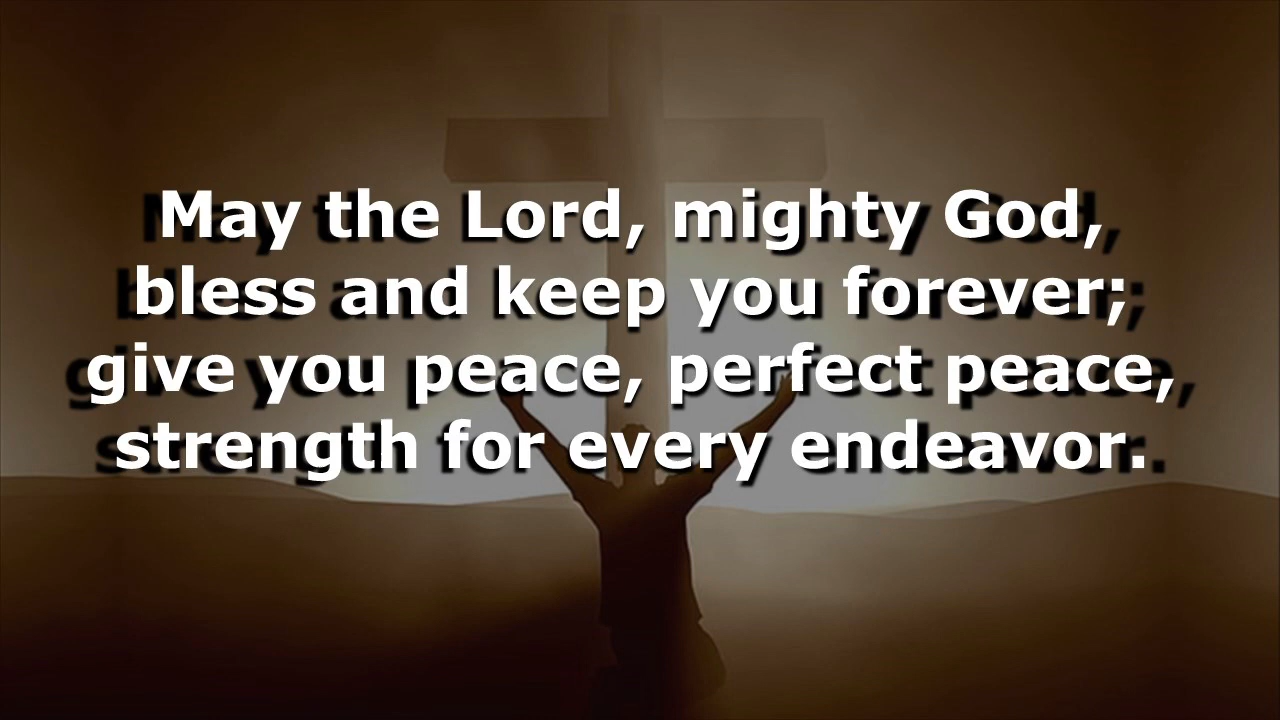 May the Lord, mighty God,
bless and keep you forever;
give you peace, perfect peace,
strength for every endeavor.